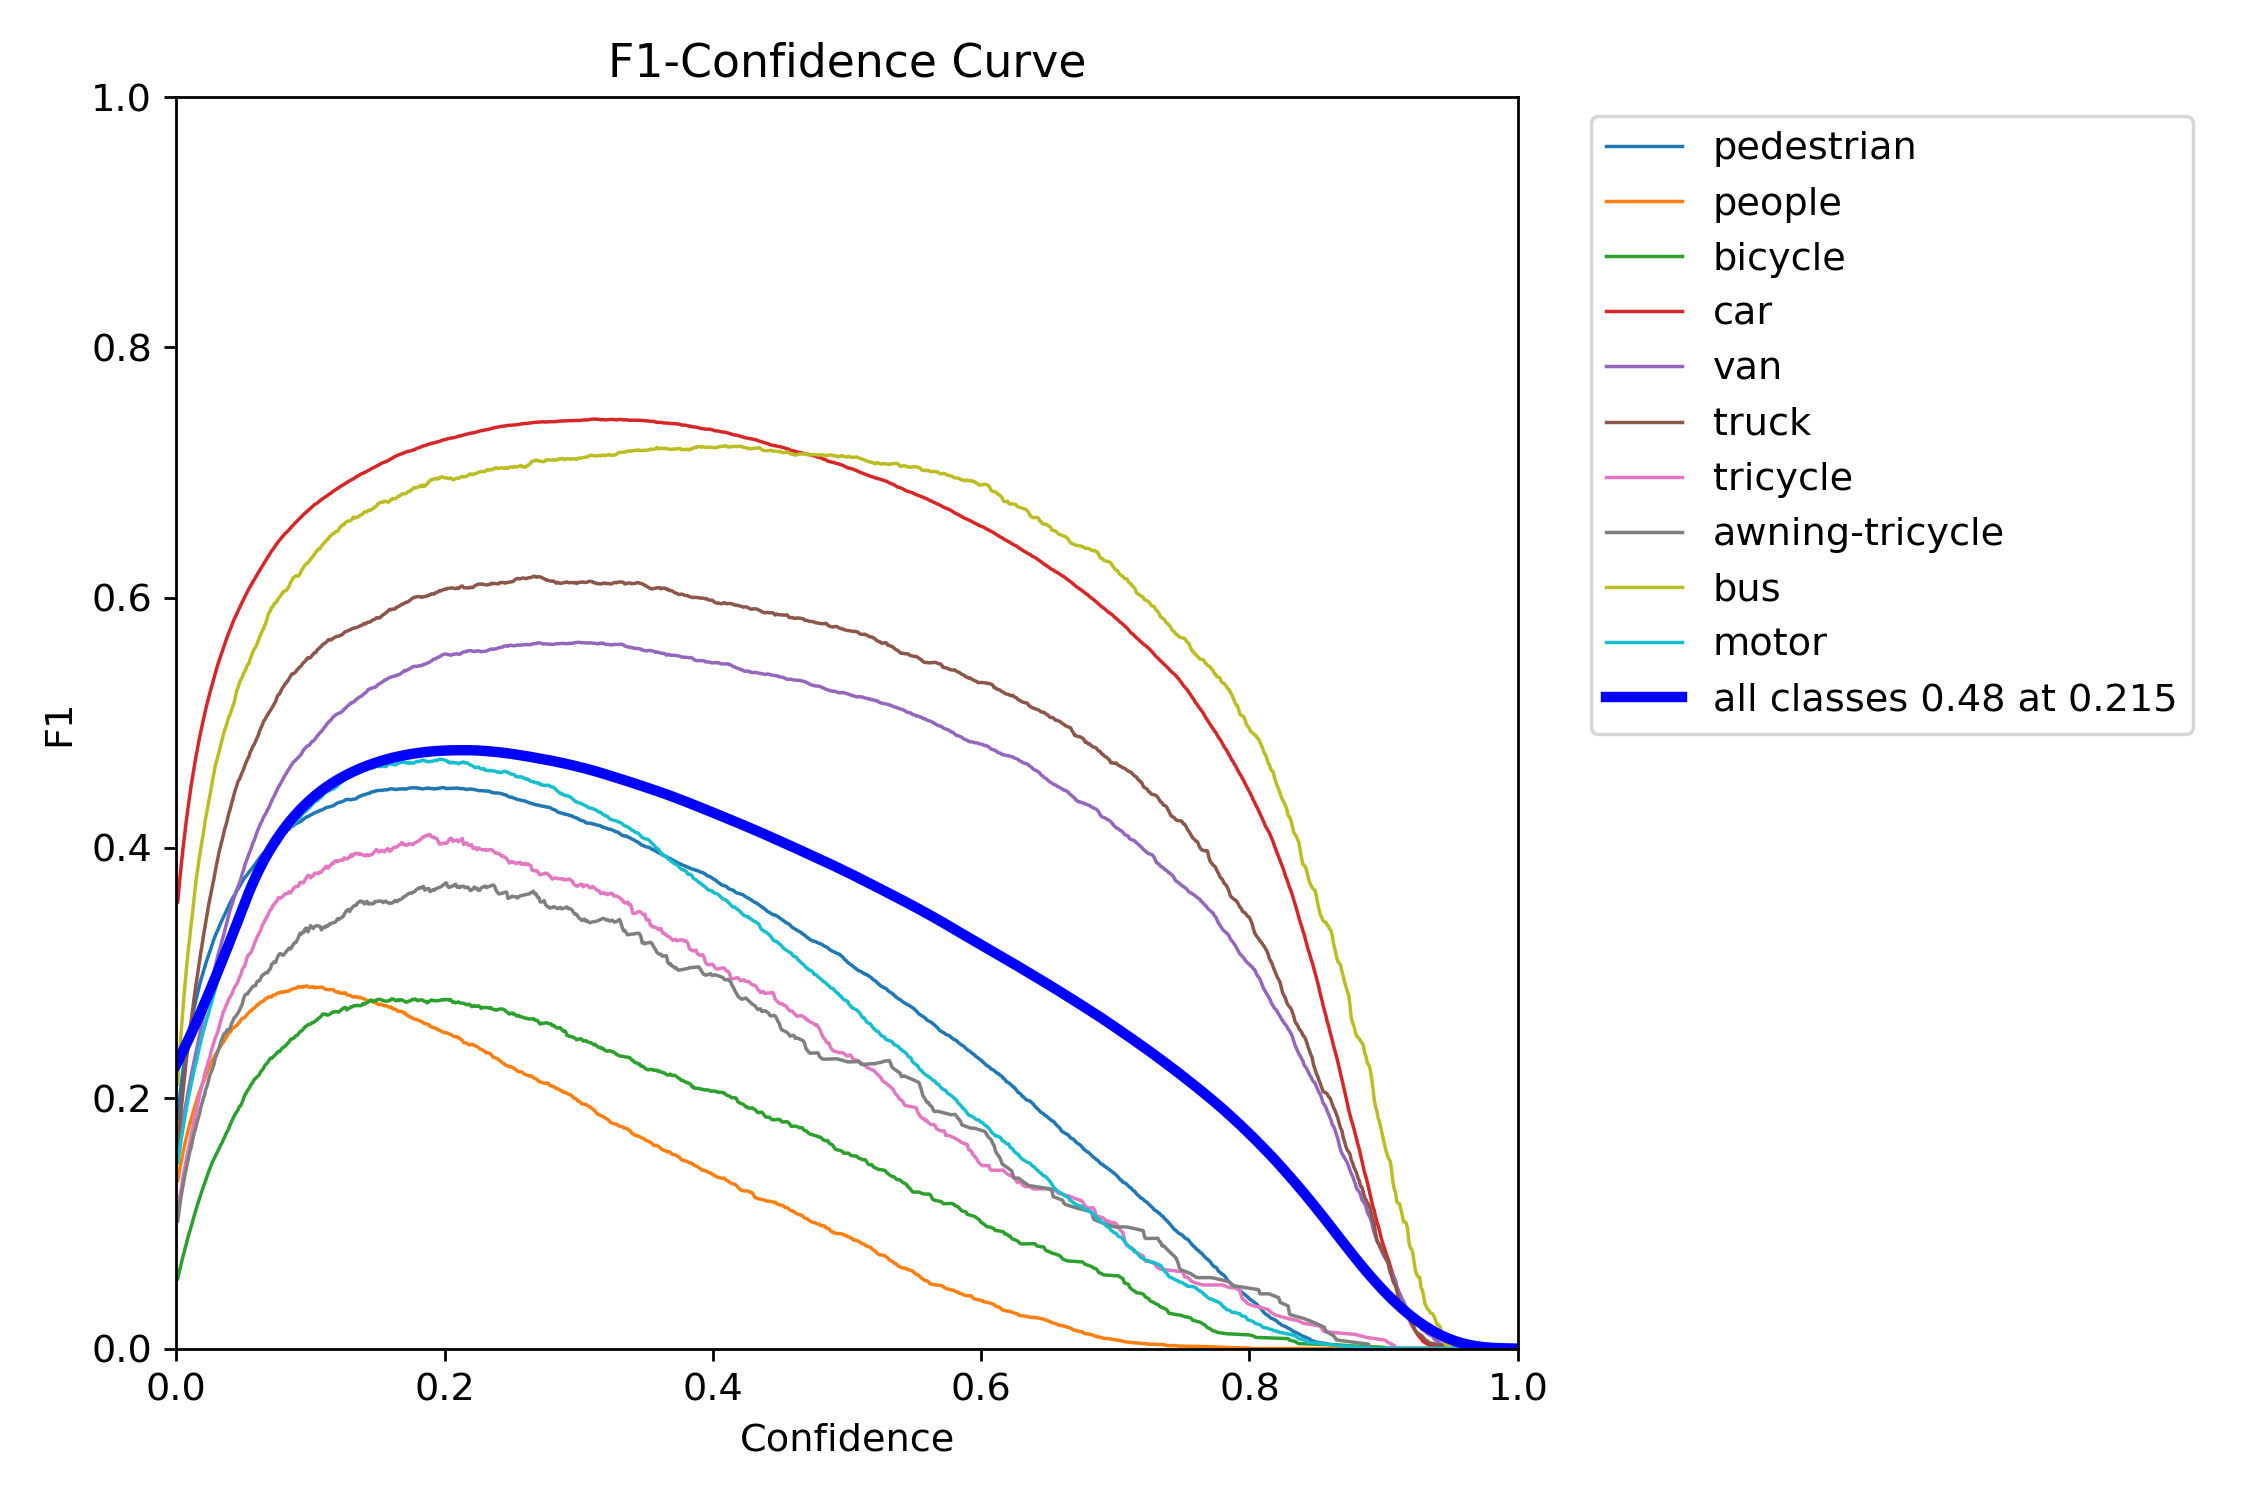 F1-Confidence Curve
1.0
0.8
0.6
0.4
0.2
0.0
F1
0.0 0.2 0.4 0.6 0.8 1.0
Confidence
pedestrian
people
bicycle
car
van
truck
tricycle
awning-tricycle
bus
motor
all classes 0.48 at 0.215